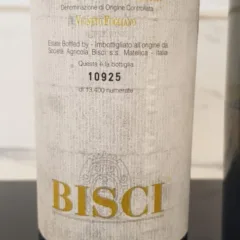 Denominazione di Origine Controllata
Estate Bottled by - Imbottigliato all'origine da
Società Agricola Bisci s.s. Matelica - Italia
Questa è la bottiglia
10925
di 13.400 numerate
BISCI